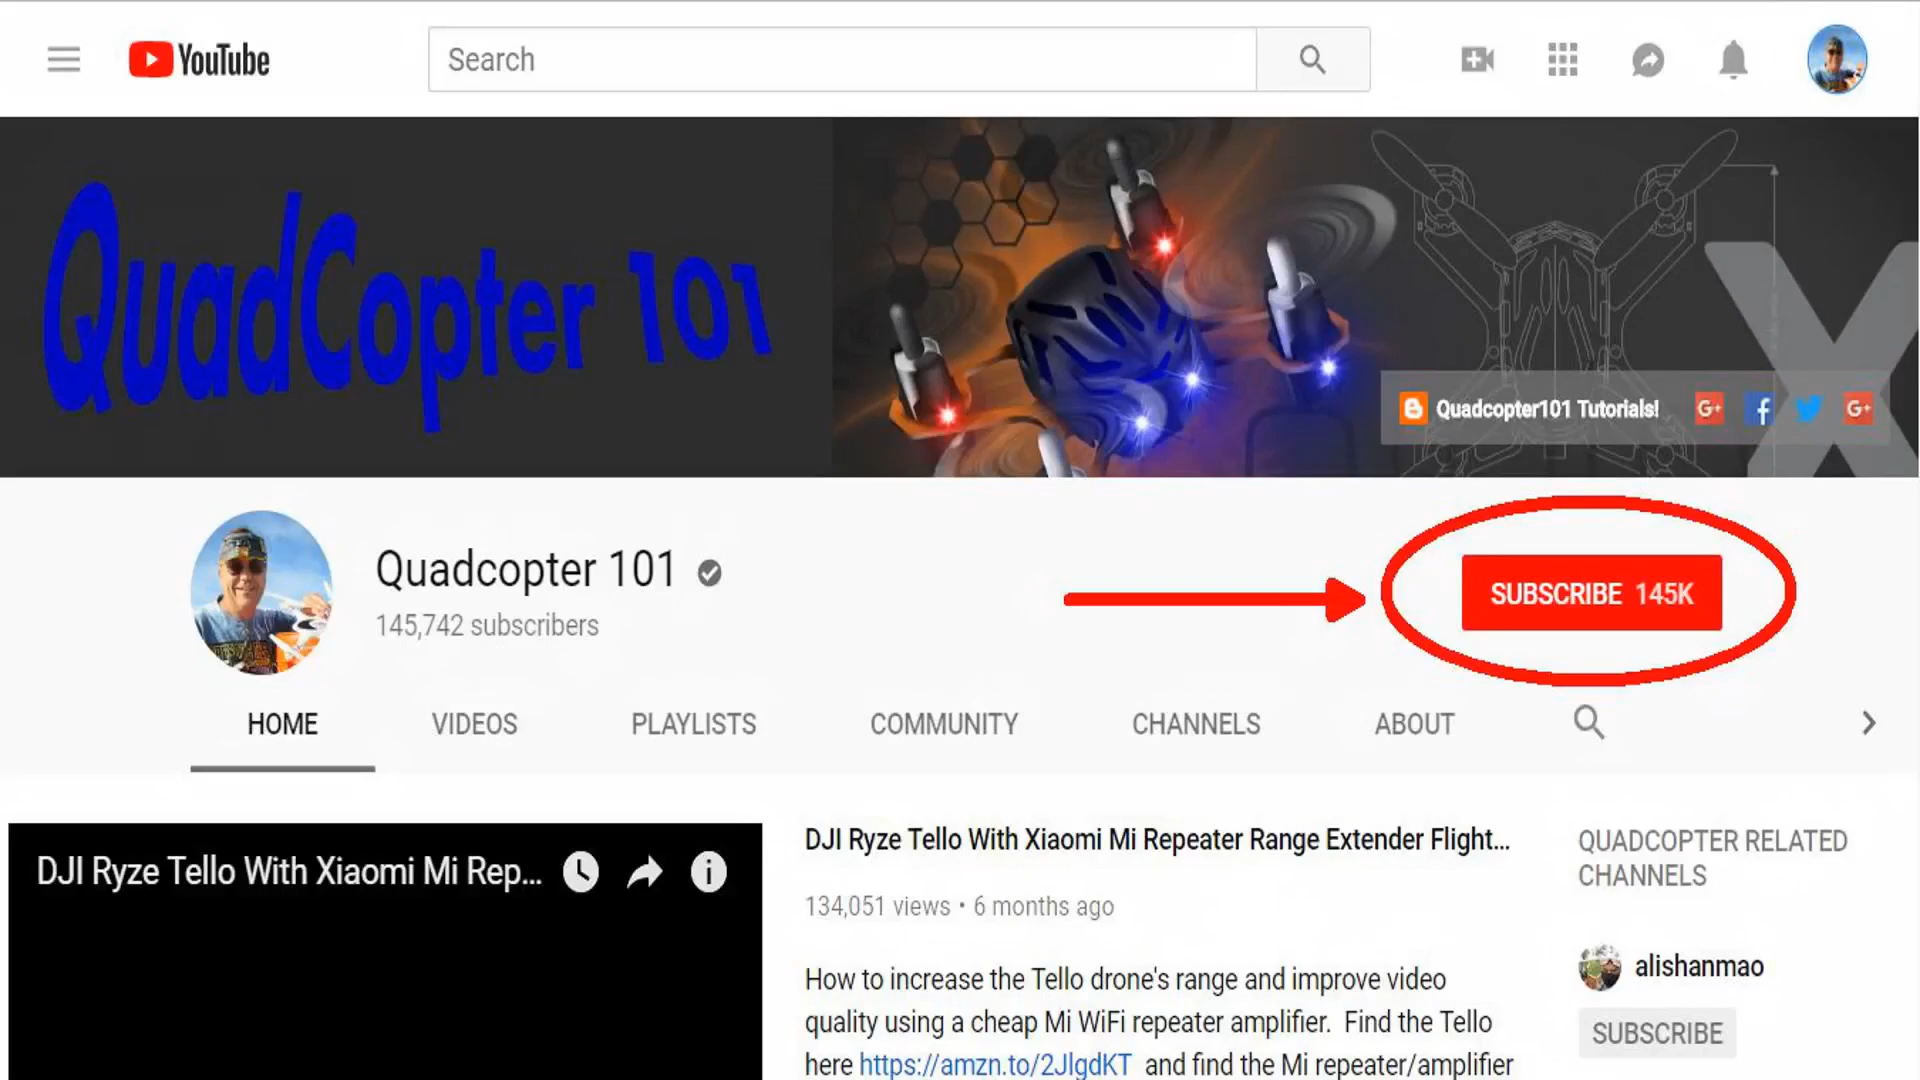 YouTube
Search
QuadCopter 101
Quadcopter101 Tutorials!
Quadcopter 101
145,742 subscribers
SUBSCRIBE 145K
HOME VIDEOS PLAYLISTS COMMUNITY CHANNELS ABOUT
DJI Ryze Tello With Xiaomi Mi Rep...
DJI Ryze Tello With Xiaomi Mi Repeater Range Extender Flight...
134,051 views • 6 months ago
How to increase the Tello drone's range and improve video
quality using a cheap Mi WiFi repeater amplifier. Find the Tello
here https://amzn.to/2JlgdKT and find the Mi repeater/amplifier
QUADCOPTER RELATED
CHANNELS
alishanmao
SUBSCRIBE